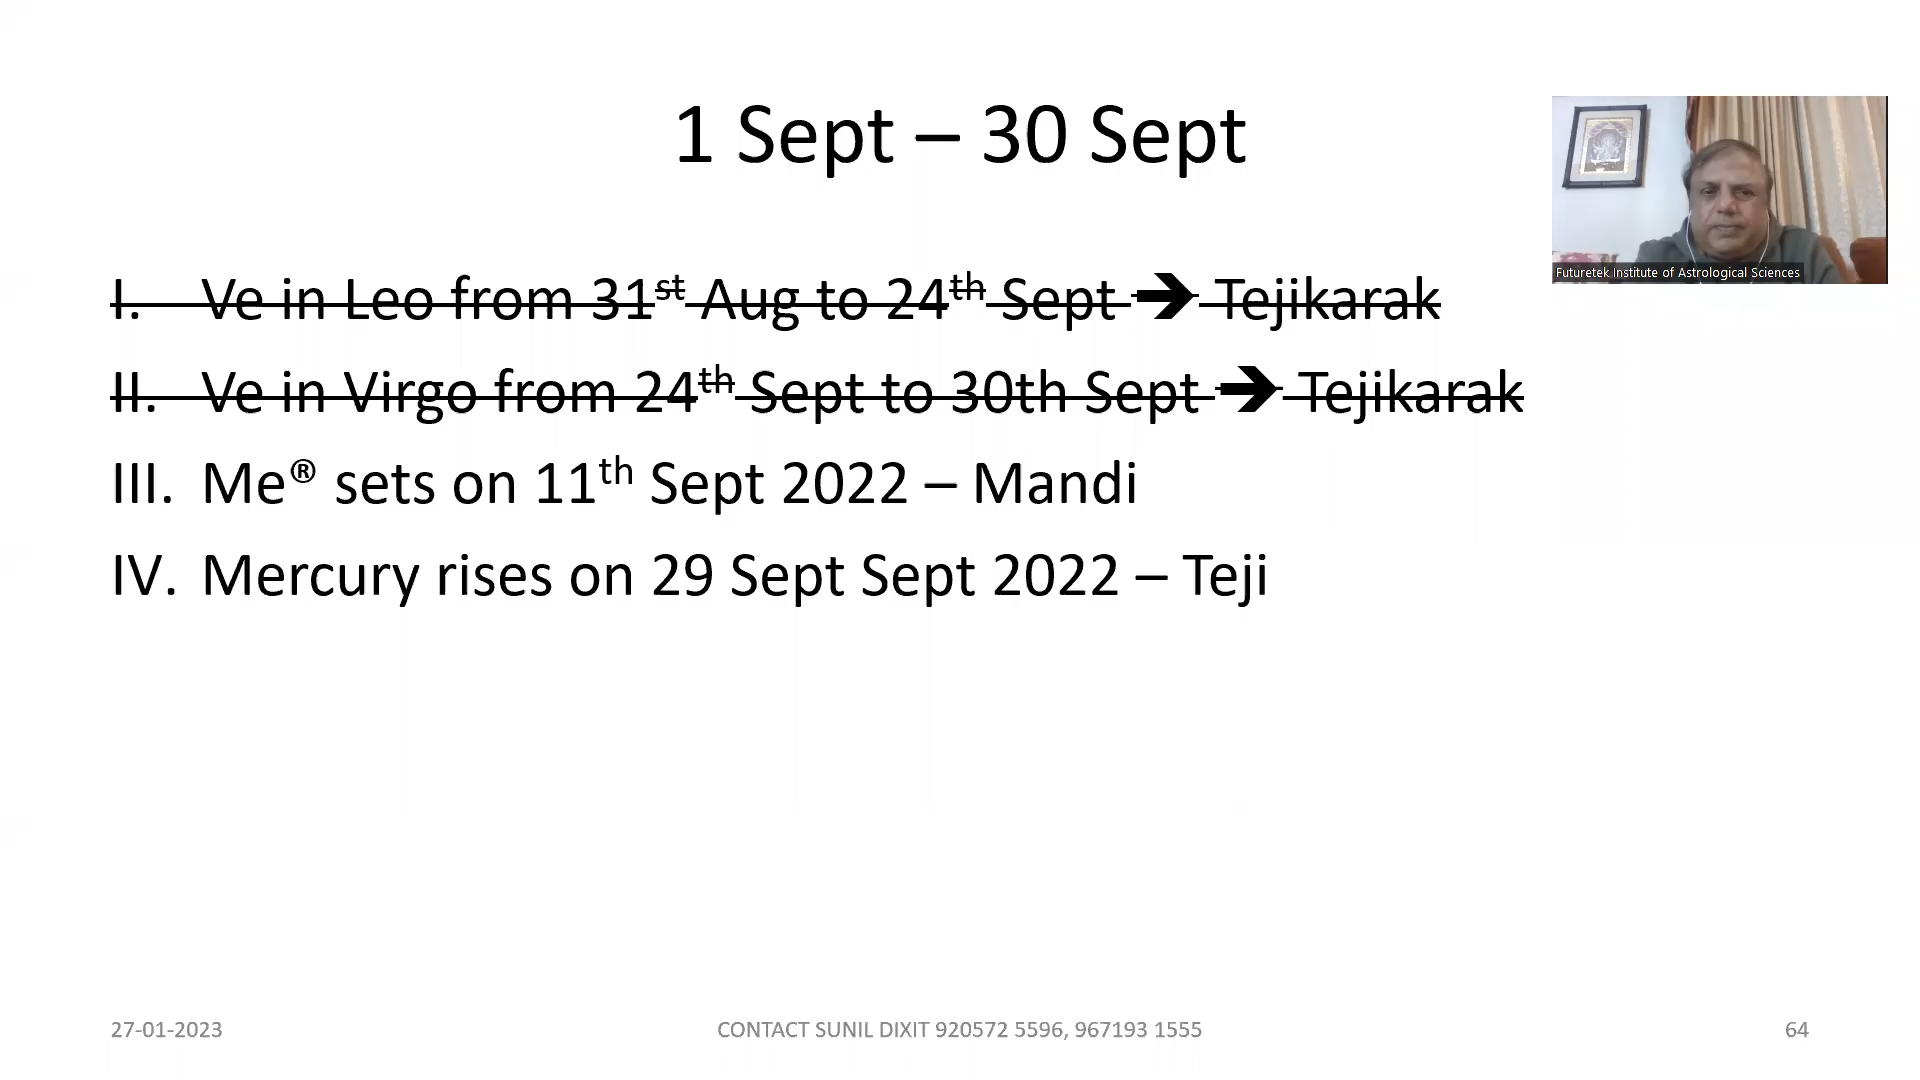 1 Sept – 30 Sept
Futuretek Institute of Astrological Sciences
I. Ve in Leo from 31st Aug to 24th Sept ➔ Tejikarak
II. Ve in Virgo from 24th Sept to 30th Sept ➔ Tejikarak
III. Me® sets on 11th Sept 2022 – Mandi
IV. Mercury rises on 29 Sept Sept 2022 – Teji
27-01-2023
CONTACT SUNIL DIXIT 920572 5596, 967193 1555
64